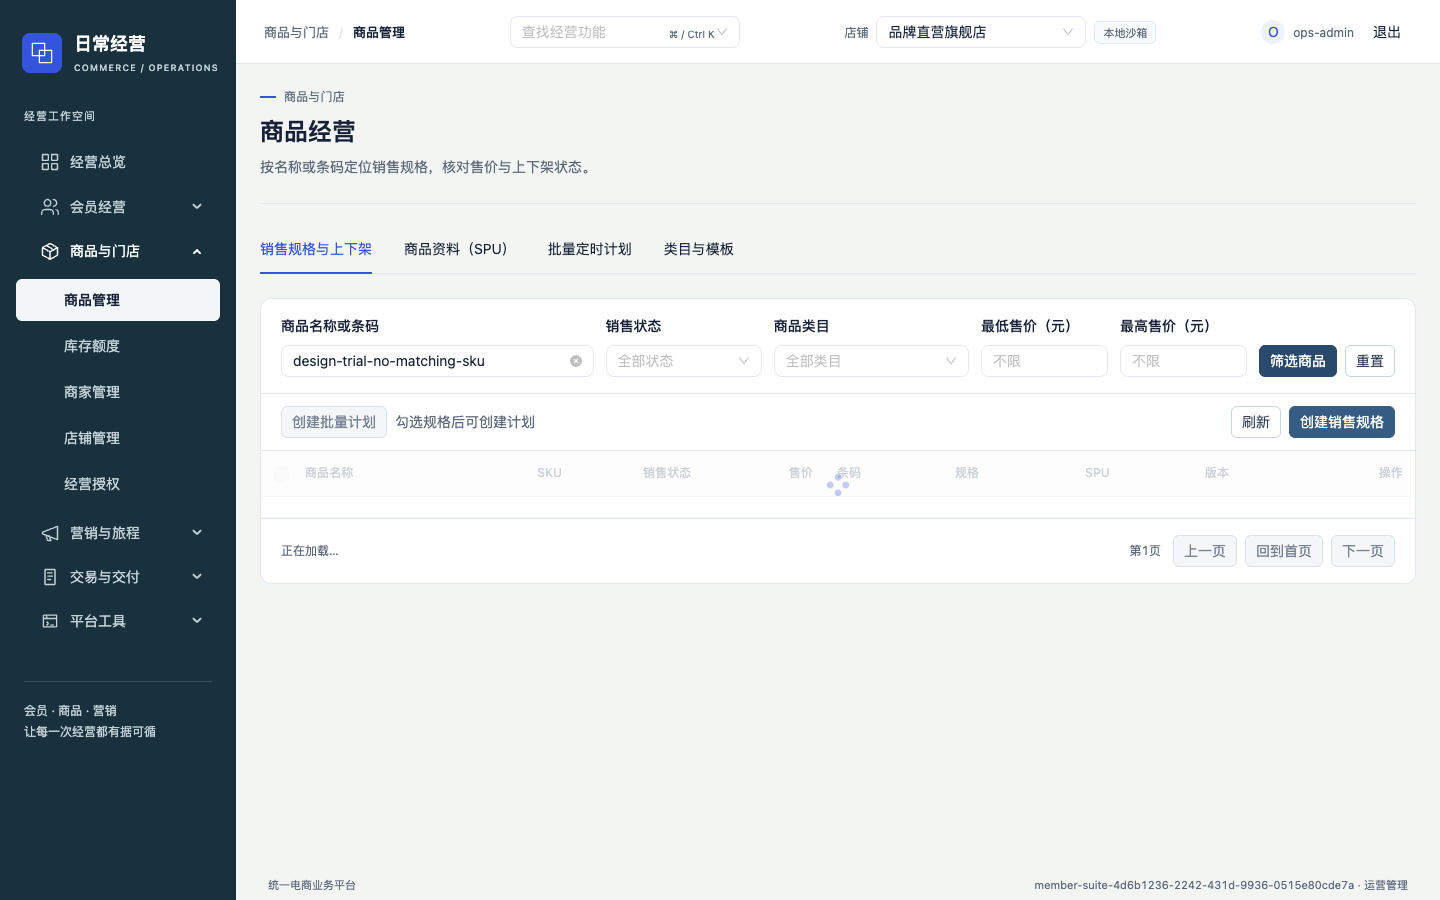 日常经营
COMMERCE / OPERATIONS
经营工作空间
经营总览
会员经营
商品与门店
商品管理
库存额度
商家管理
店铺管理
经营授权
营销与旅程
交易与交付
平台工具
会员 · 商品 · 营销
让每一次经营都有据可循
商品与门店 / 商品管理
查找经营功能 ⌘ / Ctrl K
店铺 品牌直营旗舰店 本地沙箱
O ops-admin 退出
商品与门店
商品经营
按名称或条码定位销售规格，核对售价与上下架状态。
销售规格与上下架 商品资料（SPU） 批量定时计划 类目与模板
商品名称或条码 销售状态 商品类目 最低售价（元） 最高售价（元）
design-trial-no-matching-sku 全部状态 全部类目 不限 不限 筛选商品 重置
创建批量计划 勾选规格后可创建计划 刷新 创建销售规格
商品名称 SKU 销售状态 售价 条码 规格 SPU 版本 操作
正在加载... 第1页 上一页 回到首页 下一页
统一电商业务平台 member-suite-4d6b1236-2242-431d-9936-0515e80cde7a · 运营管理